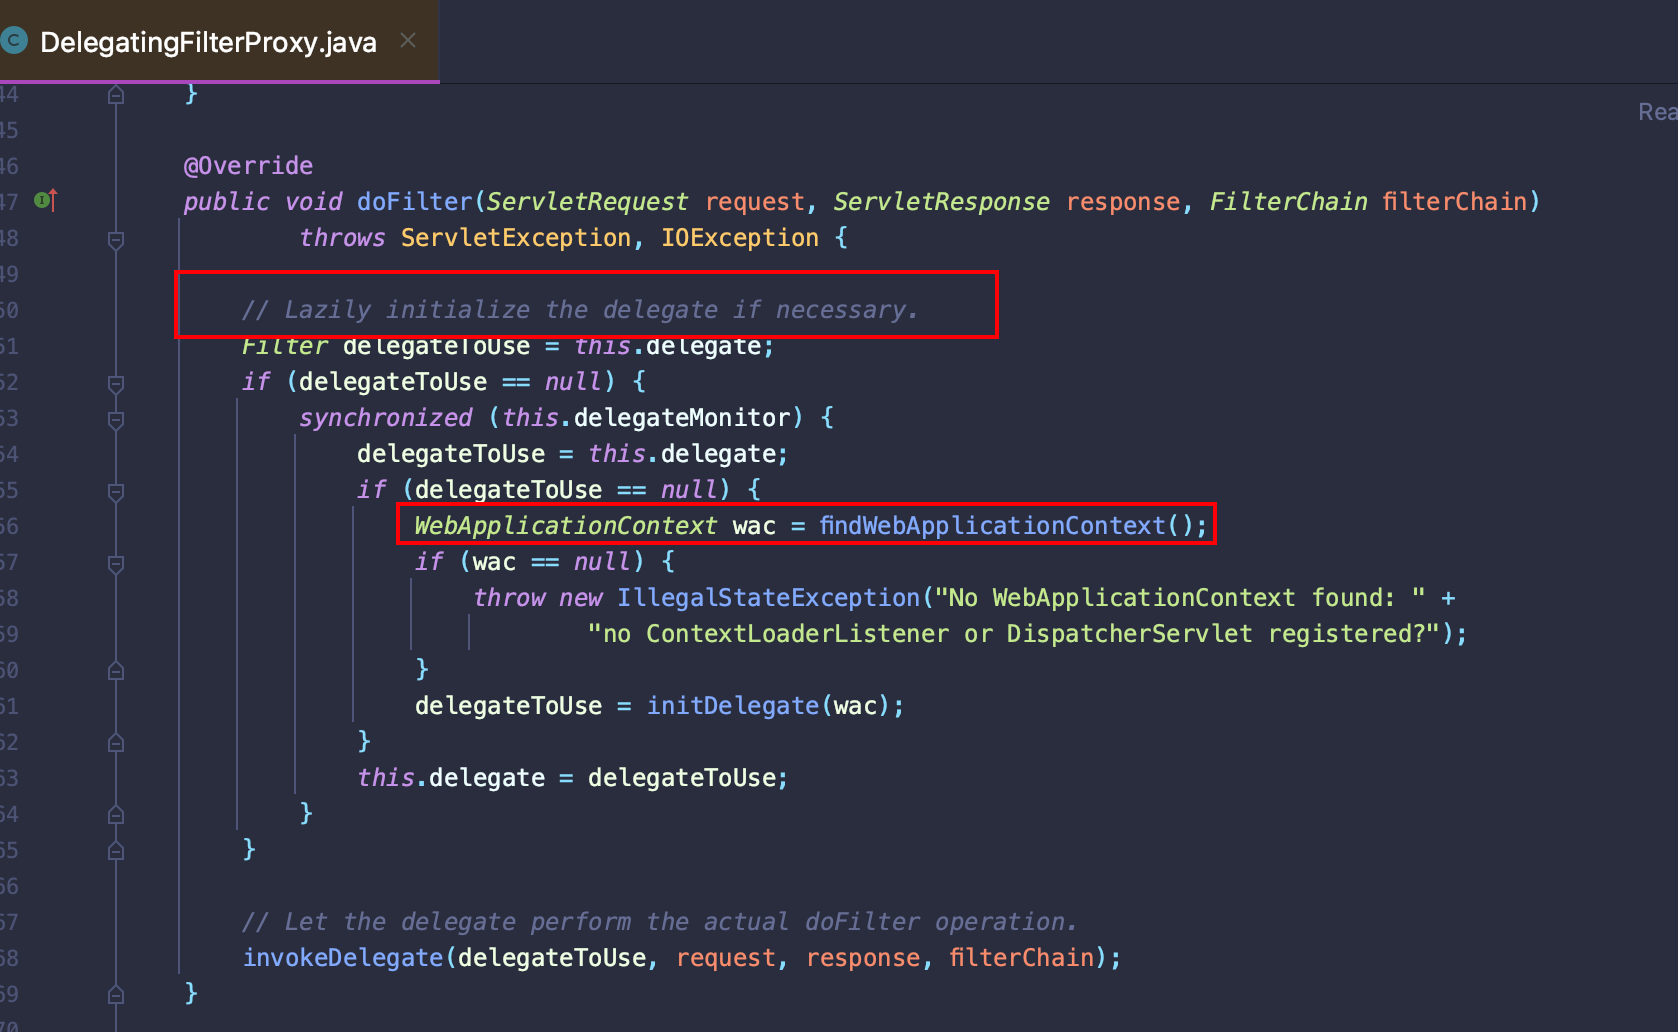 C DelegatingFilterProxy.java ×
44 }
45
46 @Override
47 public void doFilter(ServletRequest request, ServletResponse response, FilterChain filterChain)
48 throws ServletException, IOException {
49
50 // Lazily initialize the delegate if necessary.
51 Filter delegateToUse = this.delegate;
52 if (delegateToUse == null) {
53 synchronized (this.delegateMonitor) {
54 delegateToUse = this.delegate;
55 if (delegateToUse == null) {
56 WebApplicationContext wac = findWebApplicationContext();
57 if (wac == null) {
58 throw new IllegalStateException("No WebApplicationContext found: " +
59 "no ContextLoaderListener or DispatcherServlet registered?");
60 }
61 delegateToUse = initDelegate(wac);
62 }
63 this.delegate = delegateToUse;
64 }
65 }
66
67 // Let the delegate perform the actual doFilter operation.
68 invokeDelegate(delegateToUse, request, response, filterChain);
69 }
70
Rea